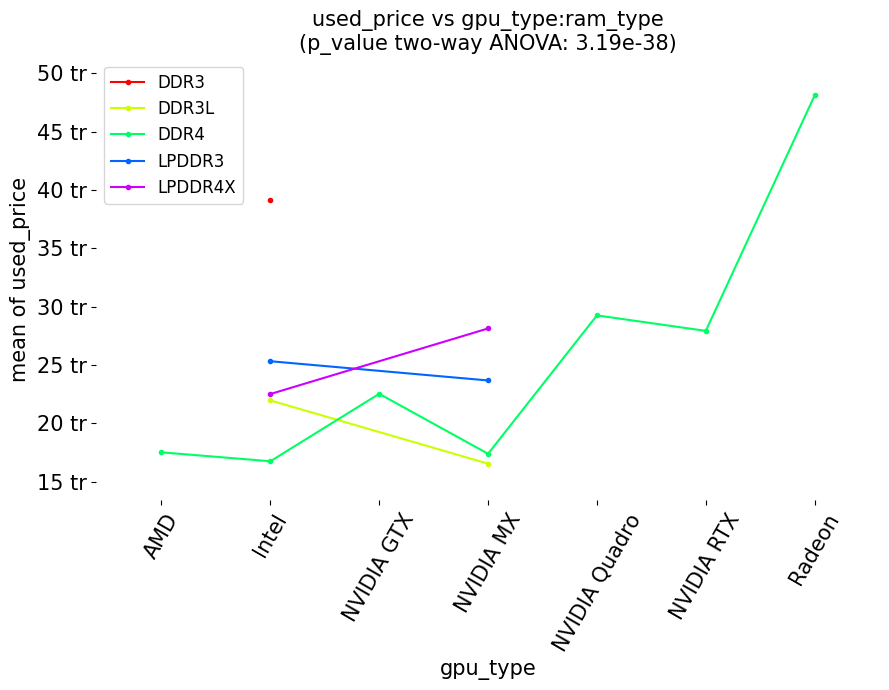 used_price vs gpu_type:ram_type
(p_value two-way ANOVA: 3.19e-38)
DDR3
DDR3L
DDR4
LPDDR3
LPDDR4X
mean of used_price
50 tr
45 tr
40 tr
35 tr
30 tr
25 tr
20 tr
15 tr
AMD
Intel
NVIDIA GTX
NVIDIA MX
NVIDIA Quadro
NVIDIA RTX
Radeon
gpu_type